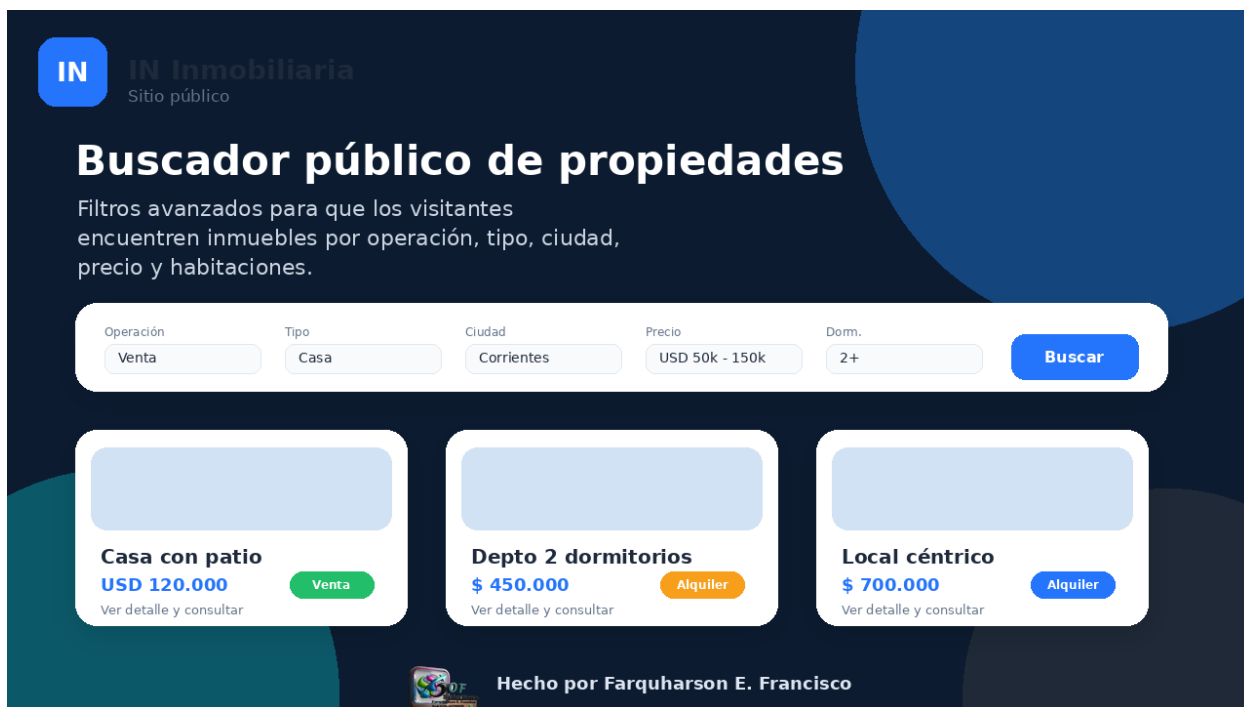 IN
IN Inmobiliaria
Sitio público
Buscador público de propiedades
Filtros avanzados para que los visitantes
encuentren inmuebles por operación, tipo, ciudad,
precio y habitaciones.
Operación
Tipo
Ciudad
Precio
Dorm.
Venta
Casa
Corrientes
USD 50k - 150k
2+
Buscar
Casa con patio
USD 120.000
Venta
Ver detalle y consultar
Depto 2 dormitorios
$ 450.000
Alquiler
Ver detalle y consultar
Local céntrico
$ 700.000
Alquiler
Ver detalle y consultar
Hecho por Farquharson E. Francisco